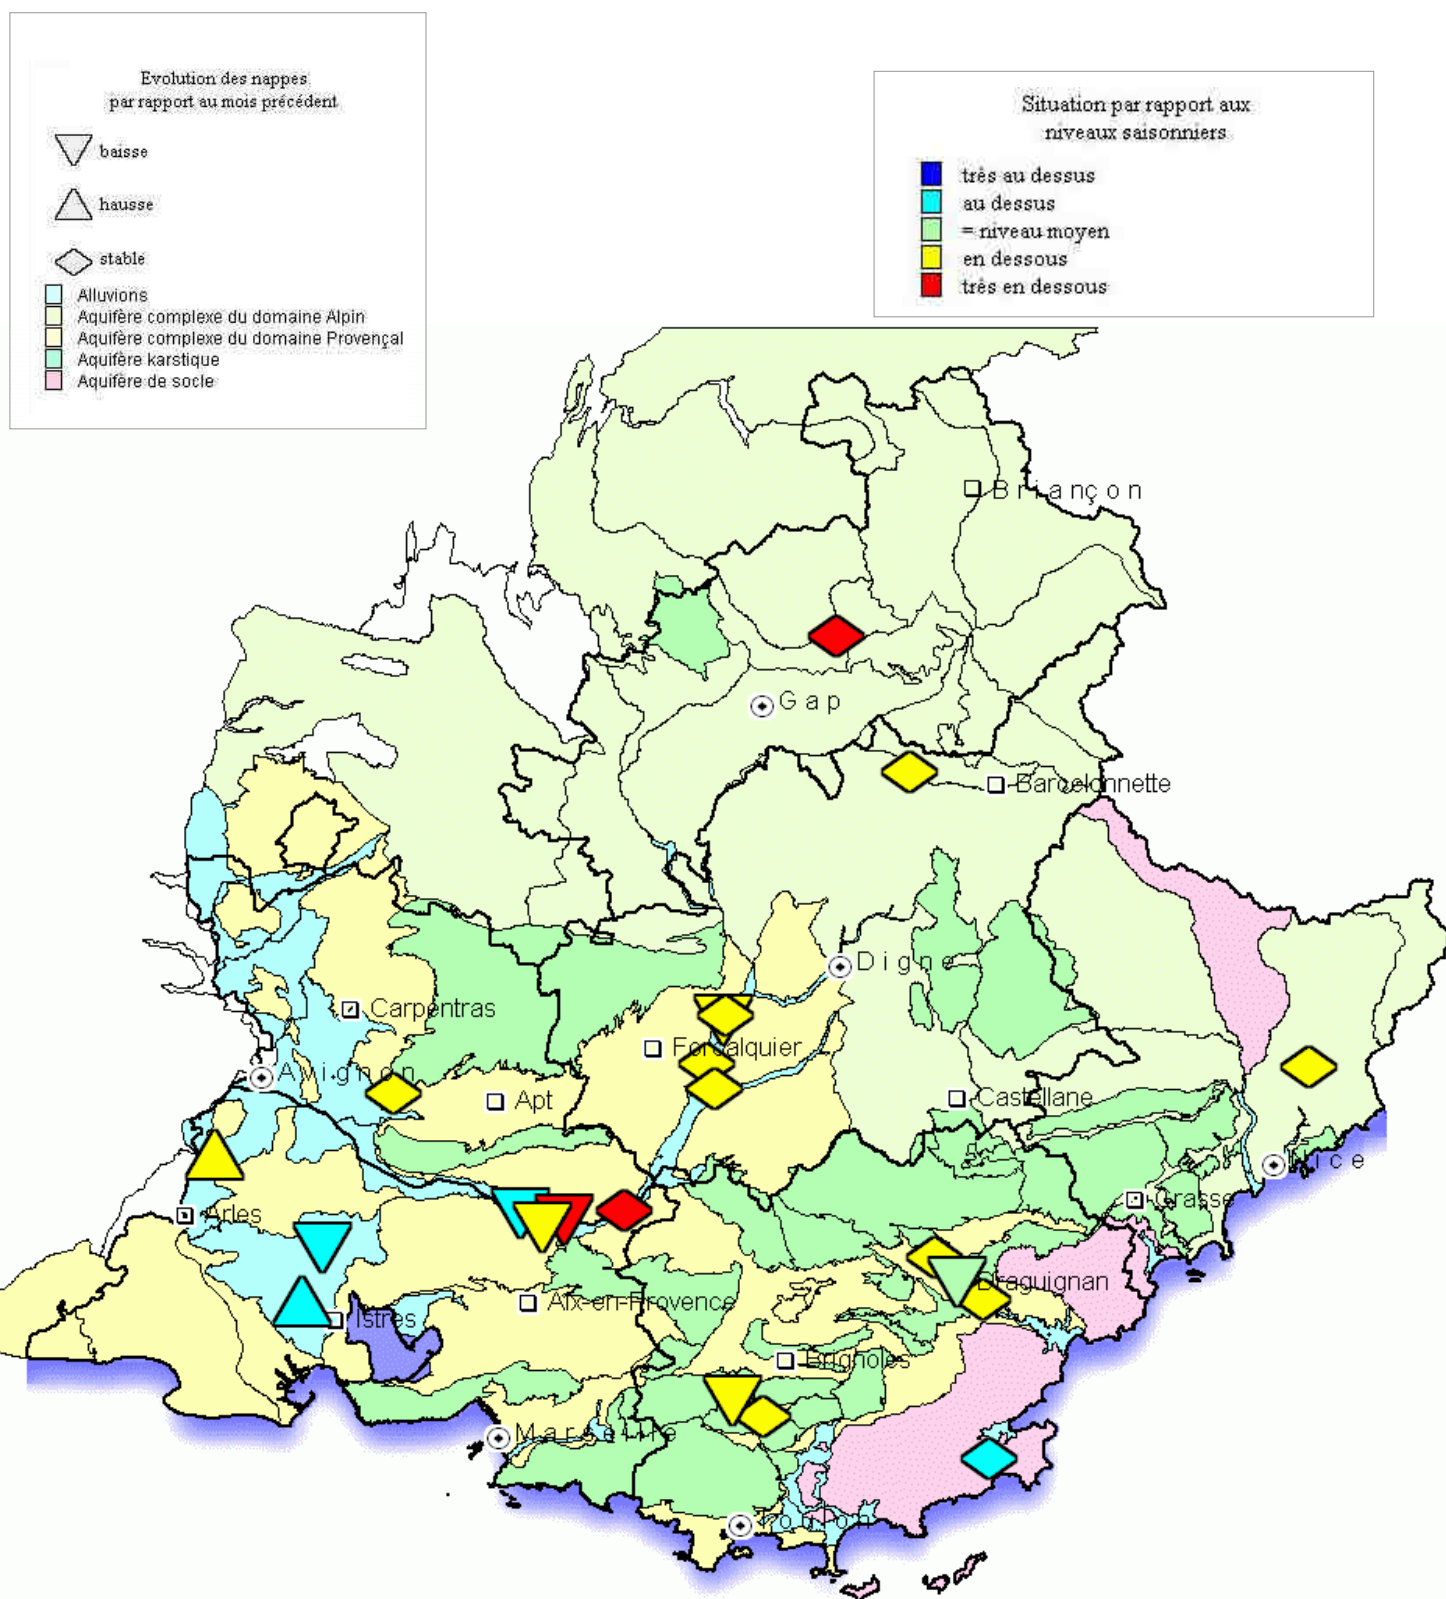 Evolution des nappes
par rapport au mois précédent
baisse
hausse
stable
Alluvions
Aquifère complexe du domaine Alpin
Aquifère complexe du domaine Provençal
Aquifère karstique
Aquifère de socle
Situation par rapport aux
niveaux saisonniers
très au dessus
au dessus
= niveau moyen
en dessous
très en dessous
Briançon
Gap
Barcelonnette
Digne
Carpentras
Forcalquier
Avignon
Apt
Castellane
Nice
Grasse
Arles
Draguignan
Aix-en-Provence
Istres
Brignoles
Marseille
Toulon